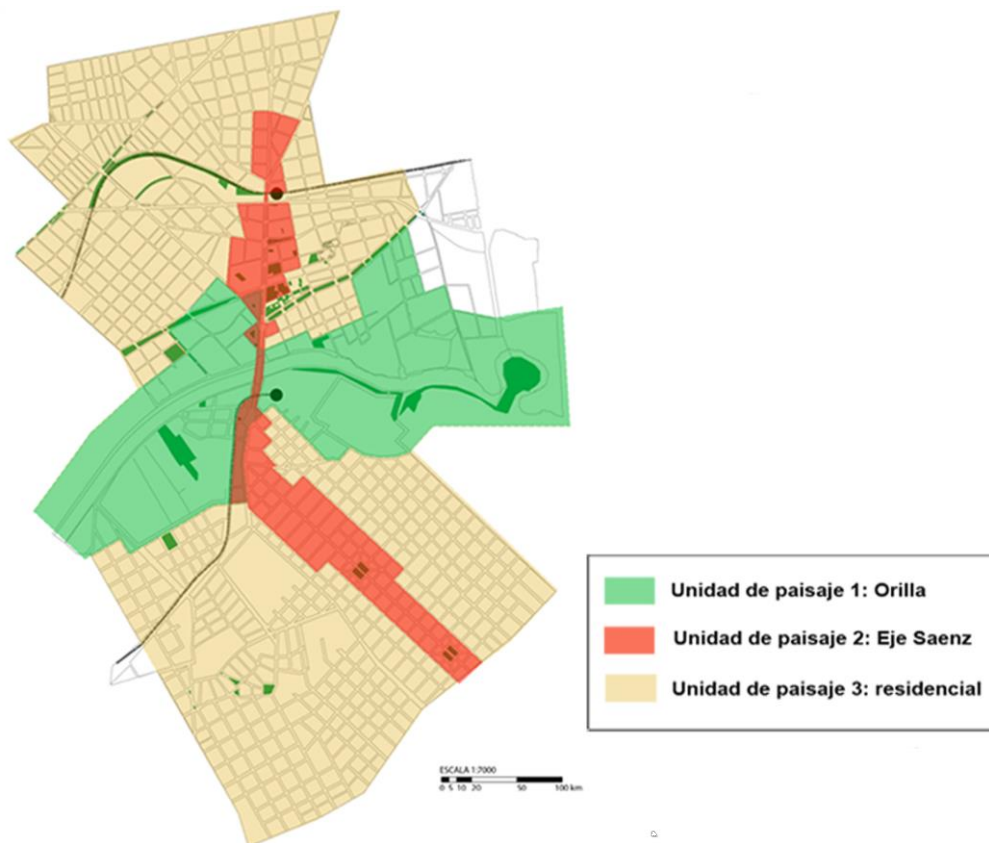 Unidad de paisaje 1: Orilla
Unidad de paisaje 2: Eje Saenz
Unidad de paisaje 3: residencial
ESCALA 1:7000
0 5 10 20 50 100 km